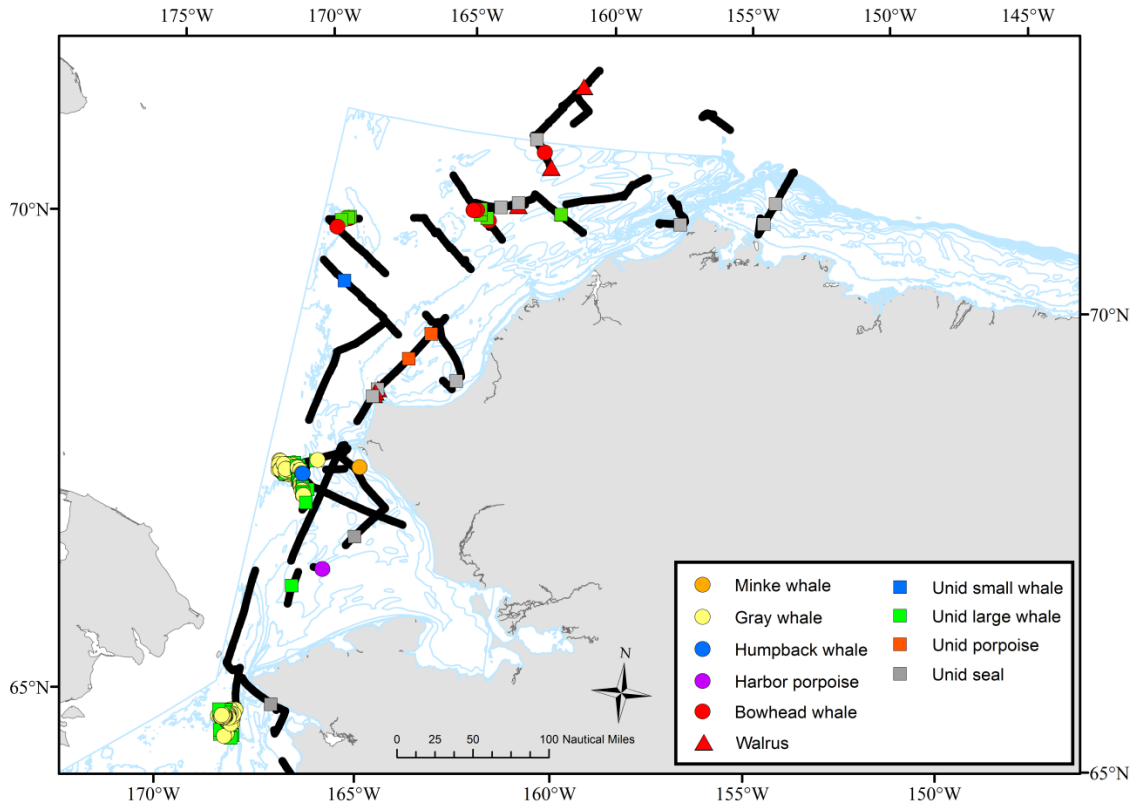 175°W 170°W 165°W 160°W 155°W 150°W 145°W
70°N
70°N
Minke whale
Gray whale
Humpback whale
Harbor porpoise
Bowhead whale
Walrus
Unid small whale
Unid large whale
Unid porpoise
Unid seal
N
65°N
0 25 50 100 Nautical Miles
65°N
170°W 165°W 160°W 155°W 150°W